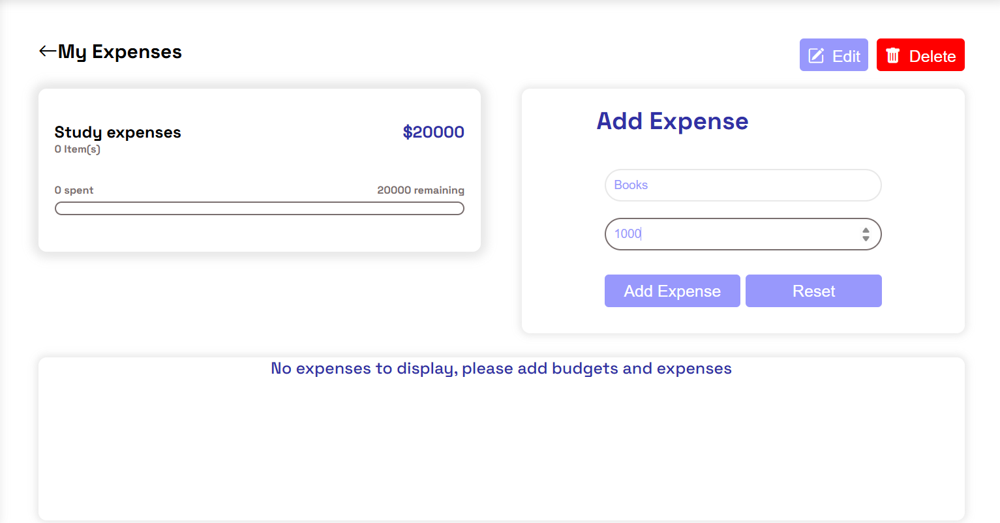 My Expenses
Edit
Delete
Study expenses
$20000
0 Item(s)
0 spent
20000 remaining
Add Expense
Books
1000
Add Expense
Reset
No expenses to display, please add budgets and expenses